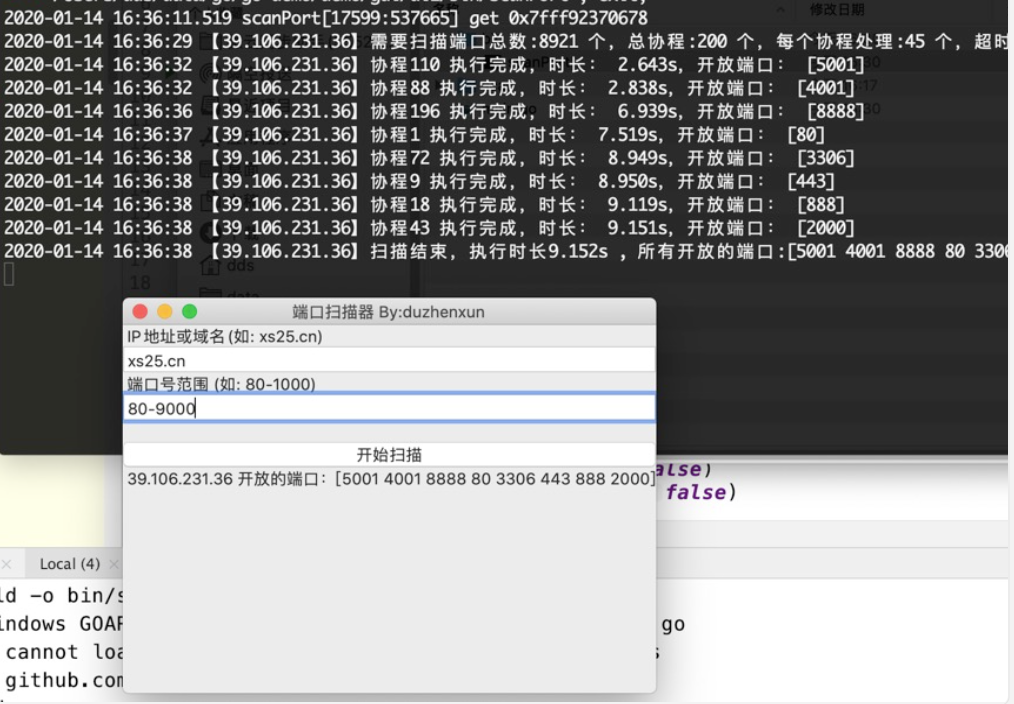 2020-01-14 16:36:11.519 scanPort[17599:537665] get 0x7fff92370678
修改日期
2020-01-14 16:36:29 【39.106.231.36】需要扫描端口总数:8921 个, 总协程:200 个, 每个协程处理:45 个, 超时
2020-01-14 16:36:32 【39.106.231.36】协程110 执行完成, 时长： 2.643s, 开放端口： [5001]
2020-01-14 16:36:32 【39.106.231.36】协程88 执行完成, 时长： 2.838s, 开放端口： [4001]
2020-01-14 16:36:36 【39.106.231.36】协程196 执行完成, 时长： 6.939s, 开放端口： [8888]
2020-01-14 16:36:37 【39.106.231.36】协程1 执行完成, 时长： 7.519s, 开放端口： [80]
2020-01-14 16:36:38 【39.106.231.36】协程72 执行完成, 时长： 8.949s, 开放端口： [3306]
2020-01-14 16:36:38 【39.106.231.36】协程9 执行完成, 时长： 8.950s, 开放端口： [443]
2020-01-14 16:36:38 【39.106.231.36】协程18 执行完成, 时长： 9.119s, 开放端口： [888]
2020-01-14 16:36:38 【39.106.231.36】协程43 执行完成, 时长： 9.151s, 开放端口： [2000]
2020-01-14 16:36:38 【39.106.231.36】扫描结束, 执行时长9.152s , 所有开放的端口:[5001 4001 8888 80 3306
dds
18
端口扫描器 By:duzhenxun
IP地址或域名(如: xs25.cn)
xs25.cn
端口号范围 (如: 80-1000)
80-9000
开始扫描
39.106.231.36 开放的端口：[5001 4001 8888 80 3306 443 888 2000]
alse)
false)
Local (4)
ld -o bin/s
indows GOAR
go
cannot loa
github.com